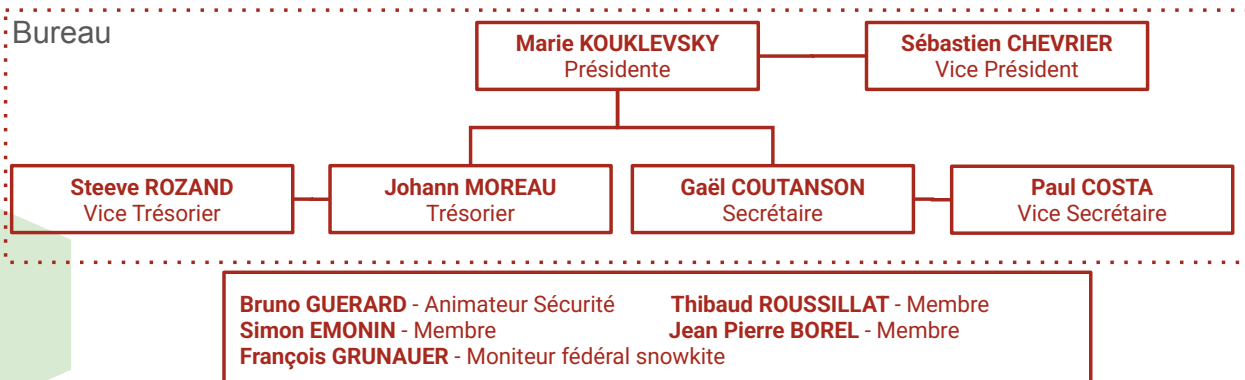 Bureau
Marie KOUKLEVSKY
Présidente
Sébastien CHEVRIER
Vice Président
Steeve ROZAND
Vice Trésorier
Johann MOREAU
Trésorier
Gaël COUTANSON
Secrétaire
Paul COSTA
Vice Secrétaire
Bruno GUERARD - Animateur Sécurité
Thibaud ROUSSILLAT - Membre
Simon EMONIN - Membre
Jean Pierre BOREL - Membre
François GRUNAUER - Moniteur fédéral snowkite